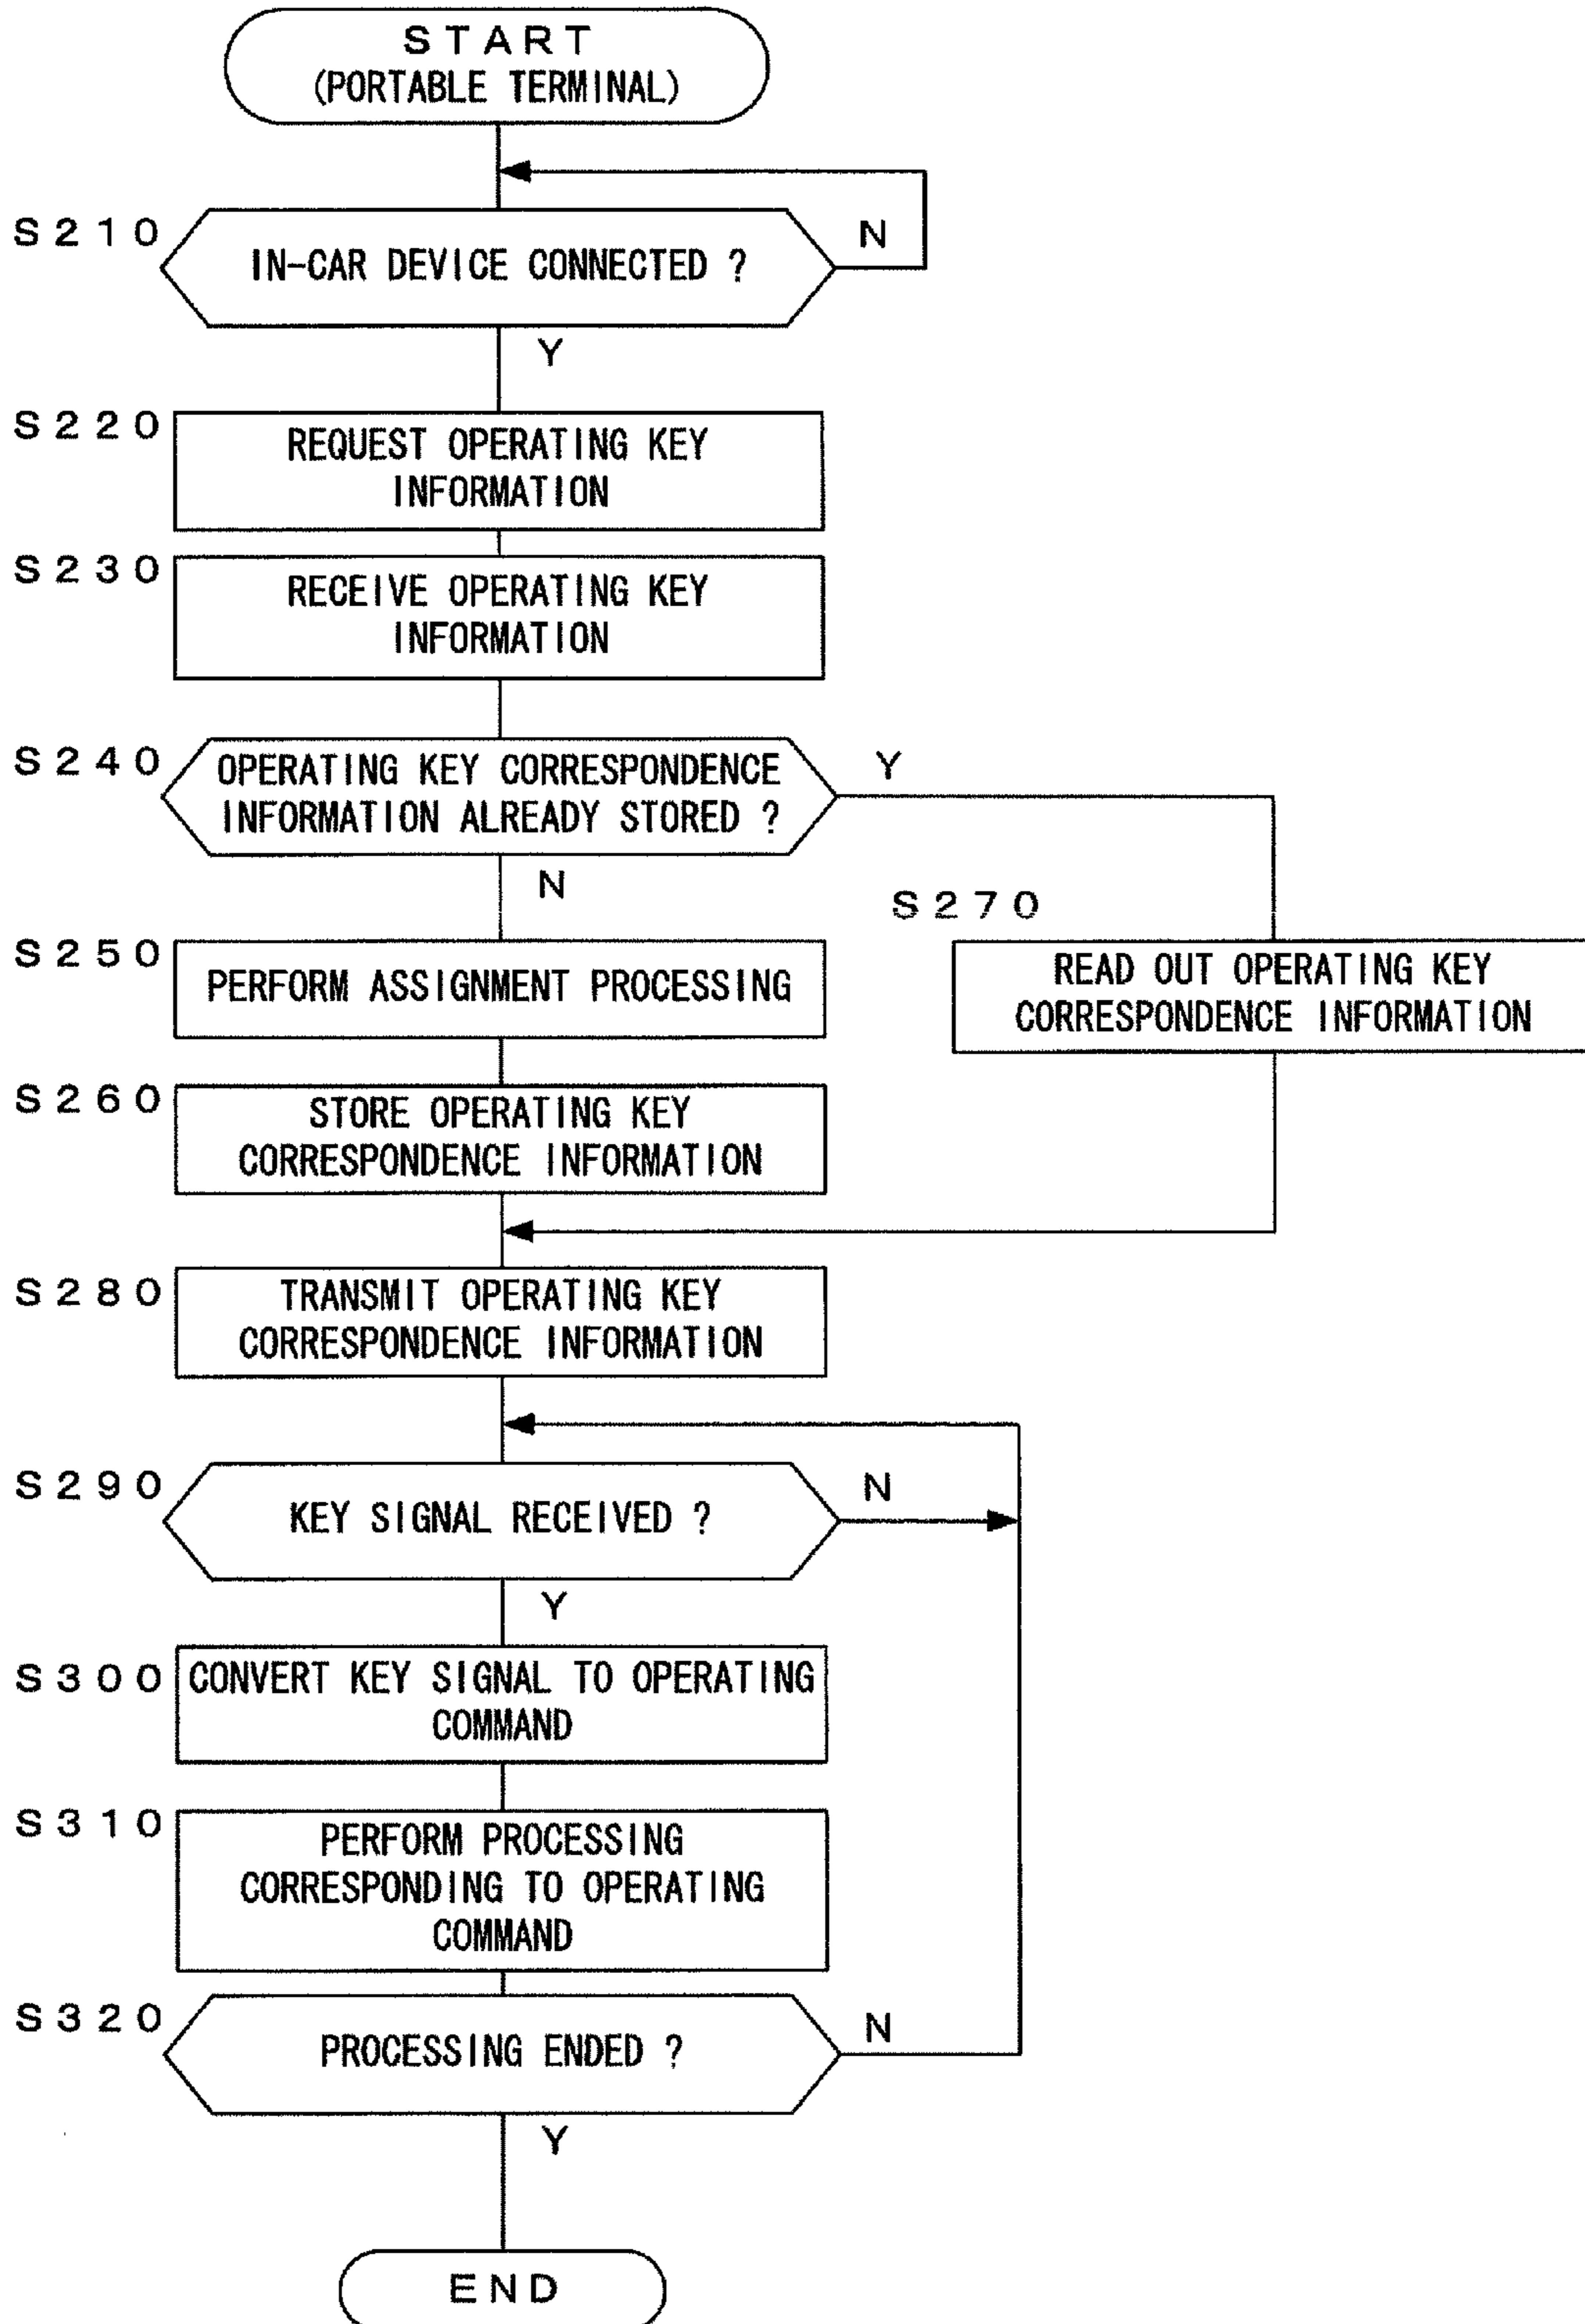 START
(PORTABLE TERMINAL)
S210
IN-CAR DEVICE CONNECTED ?
N
Y
S220
REQUEST OPERATING KEY
INFORMATION
S230
RECEIVE OPERATING KEY
INFORMATION
S240
OPERATING KEY CORRESPONDENCE
INFORMATION ALREADY STORED ?
Y
N
S250
PERFORM ASSIGNMENT PROCESSING
S270
READ OUT OPERATING KEY
CORRESPONDENCE INFORMATION
S260
STORE OPERATING KEY
CORRESPONDENCE INFORMATION
S280
TRANSMIT OPERATING KEY
CORRESPONDENCE INFORMATION
S290
KEY SIGNAL RECEIVED ?
N
Y
S300
CONVERT KEY SIGNAL TO OPERATING
COMMAND
S310
PERFORM PROCESSING
CORRESPONDING TO OPERATING
COMMAND
S320
PROCESSING ENDED ?
N
Y
END